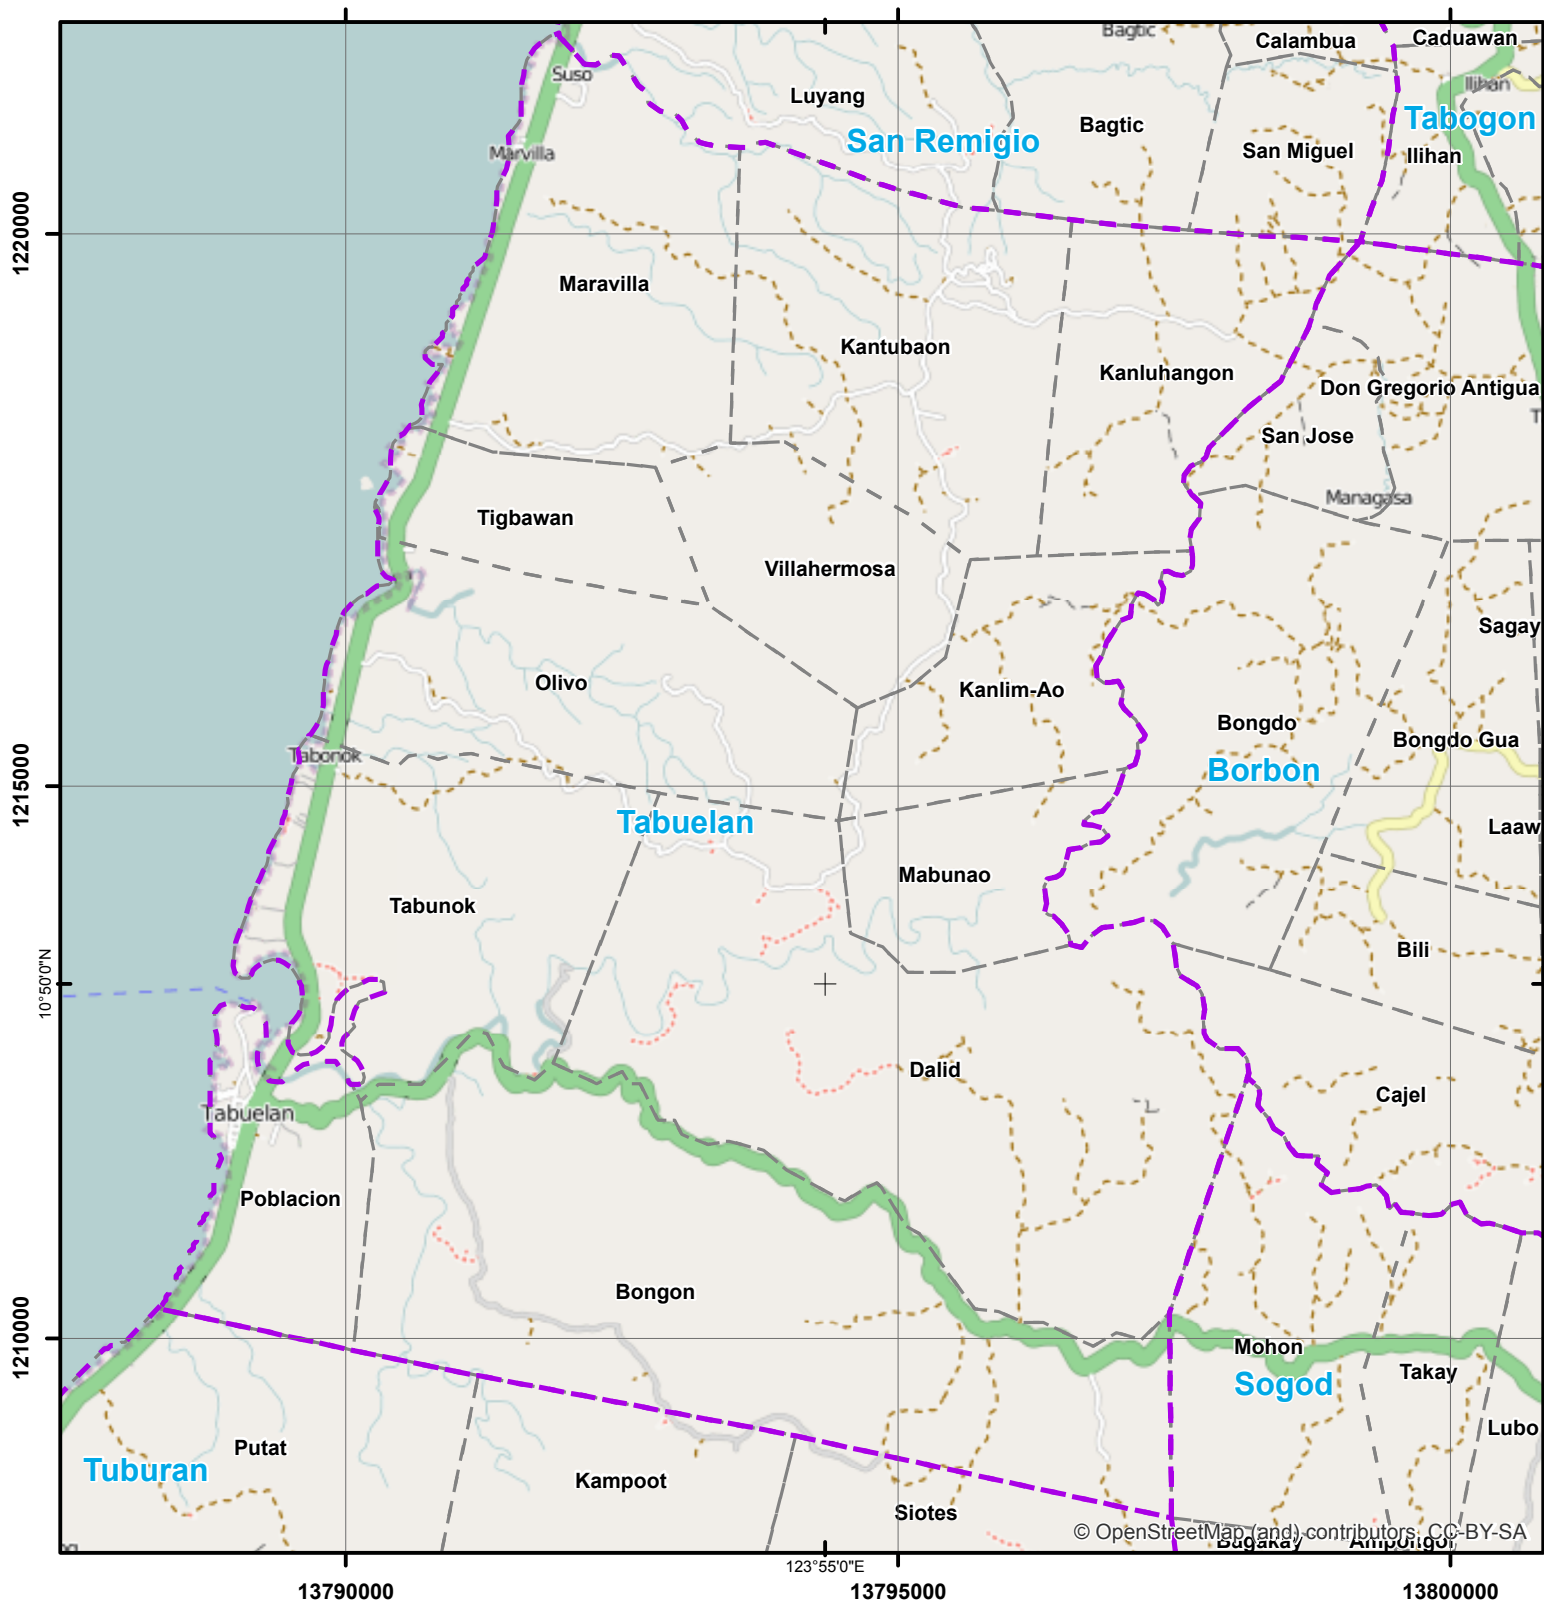 Bagtic
Calambua
Caduawan
Suso
Ilihan
Luyang
Tabogon
Bagtic
San Remigio
San Miguel
Ilihan
Marvilla
1220000
Maravilla
Kantubaon
Kanluhangon
Don Gregorio Antigua
San Jose
Managasa
Tigbawan
Villahermosa
Sagay
Olivo
Kanlim-Ao
Bongdo
Bongdo Gua
Tabonok
Borbon
1215000
Tabuelan
Laaw
Mabunao
Tabunok
Bili
10°50'0"N
Dalid
Cajel
Tabuelan
Poblacion
Bongon
1210000
Mohon
Takay
Sogod
Lubo
Putat
Tuburan
Kampoot
Siotes
© OpenStreetMap (and) contributors, CC-BY-SA
Bagakay
Ampongol
123°55'0"E
13790000
13795000
13800000